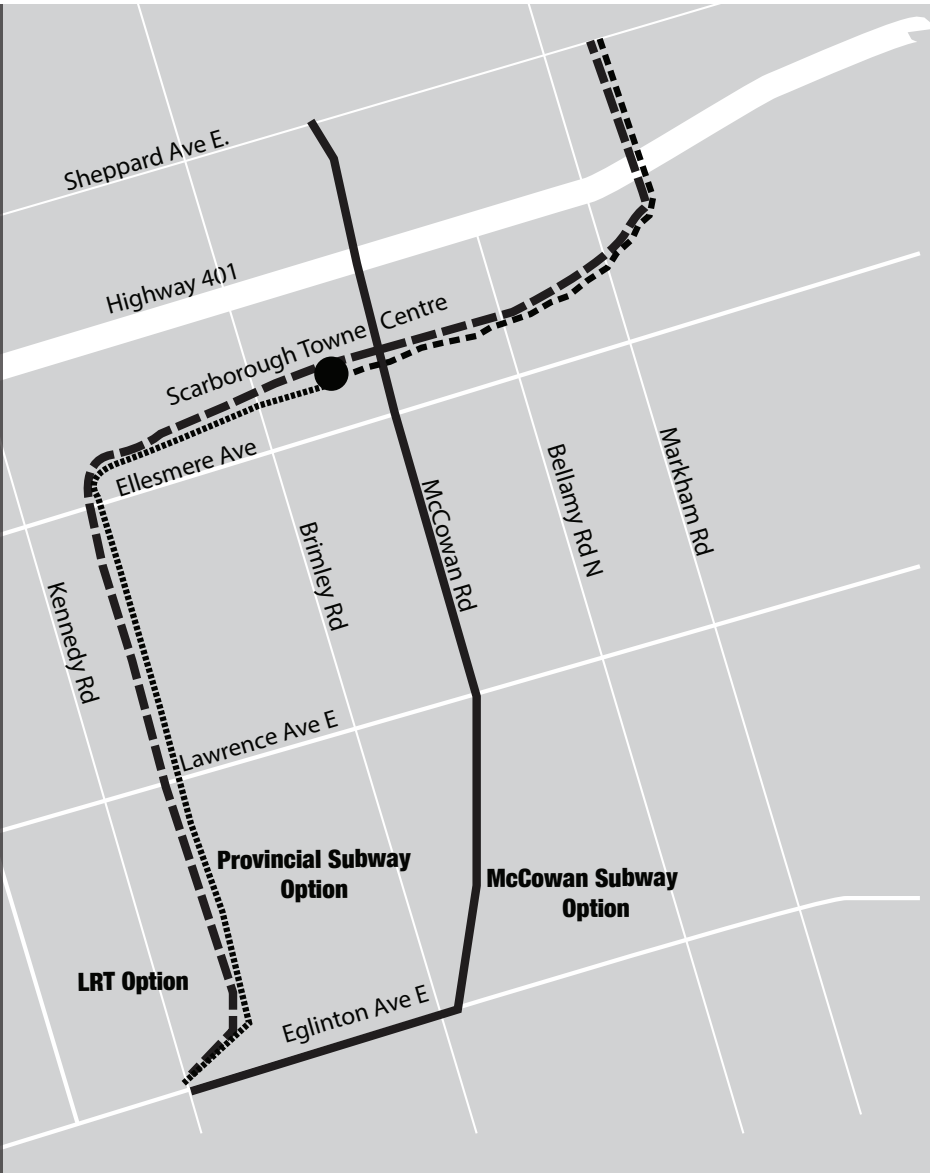 Sheppard Ave E.
Highway 401
Scarborough Towne Centre
Ellesmere Ave
Kennedy Rd
Brimley Rd
McCowan Rd
Bellamy Rd N
Markham Rd
Lawrence Ave E
Provincial Subway
Option
McCowan Subway
Option
LRT Option
Eglinton Ave E